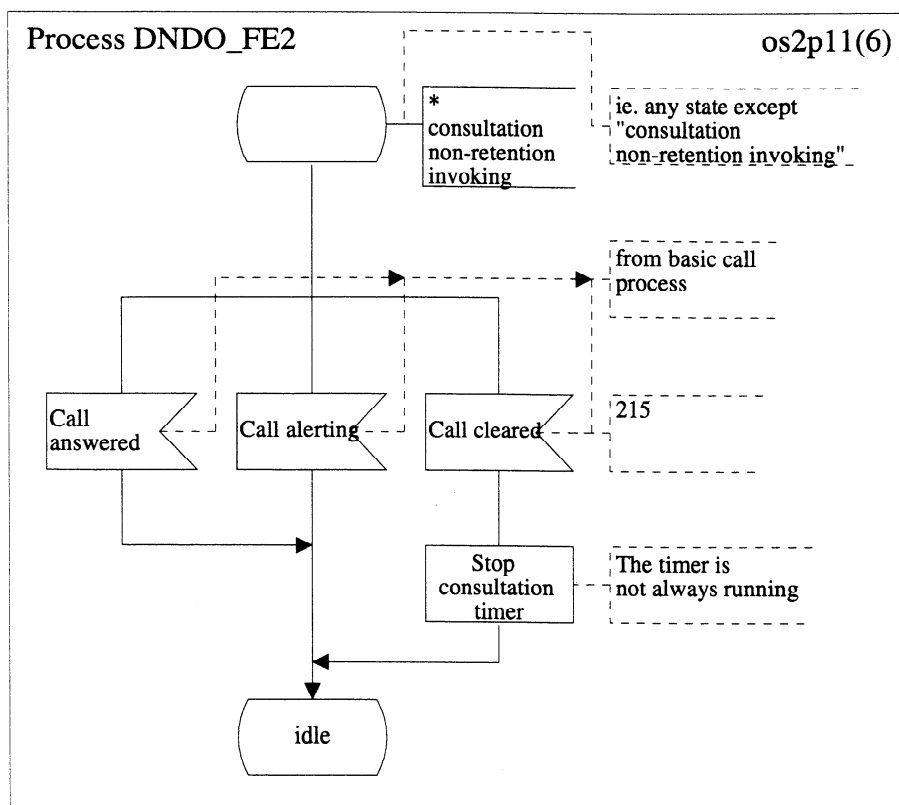 Process DNDO_FE2
os2p11(6)
*
consultation
non-retention
invoking
ie. any state except
"consultation
non-retention invoking"
from basic call
process
Call
answered
Call alerting
Call cleared
215
Stop
consultation
timer
The timer is
not always running
idle